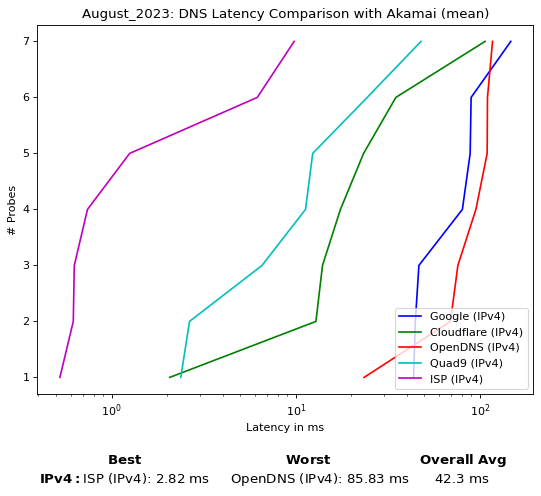 August_2023: DNS Latency Comparison with Akamai (mean)
# Probes
7
6
5
4
3
2
1
Google (IPv4)
Cloudflare (IPv4)
OpenDNS (IPv4)
Quad9 (IPv4)
ISP (IPv4)
10⁰ 10¹ 10²
Latency in ms
Best Worst Overall Avg
IPv4: ISP (IPv4): 2.82 ms OpenDNS (IPv4): 85.83 ms 42.3 ms